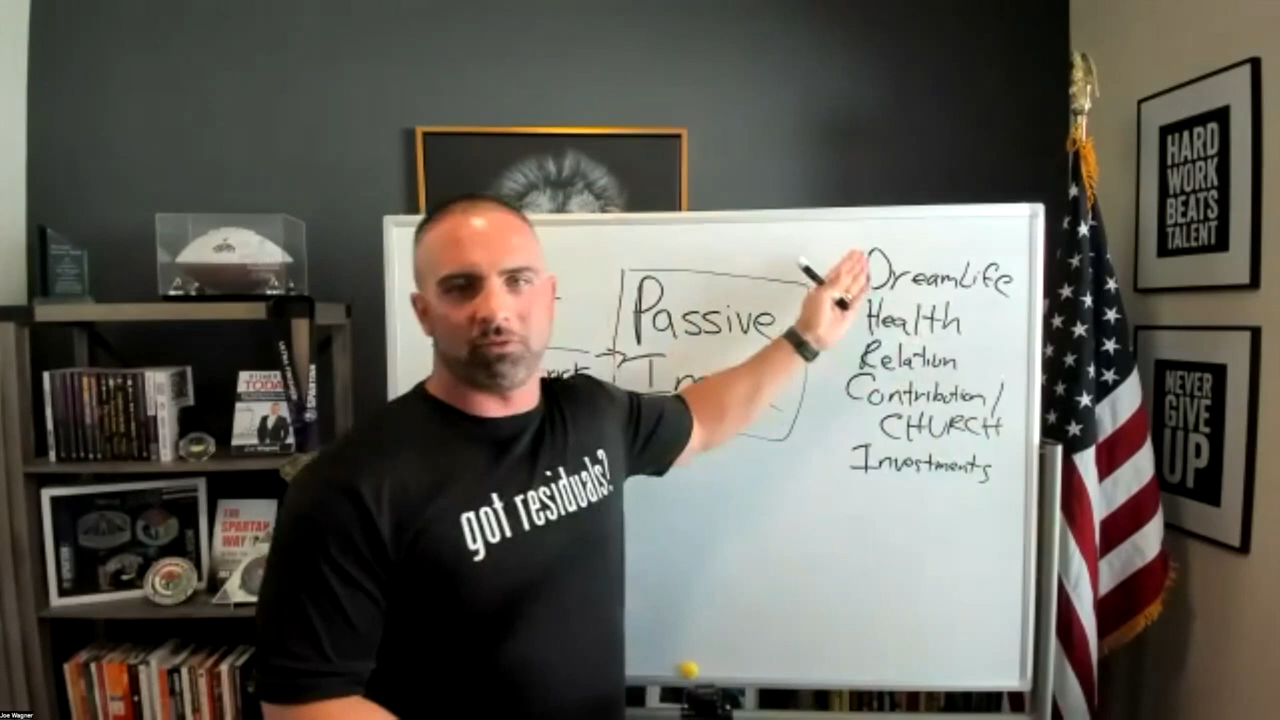 HARD
WORK
BEATS
TALENT
DreamLife
Passive
Health
Relation
Contribution/
CHURCH
Investments
NEVER
GIVE
UP
TODA
got residuals?
THE
SPARTAN
WAY
Joe Wagner